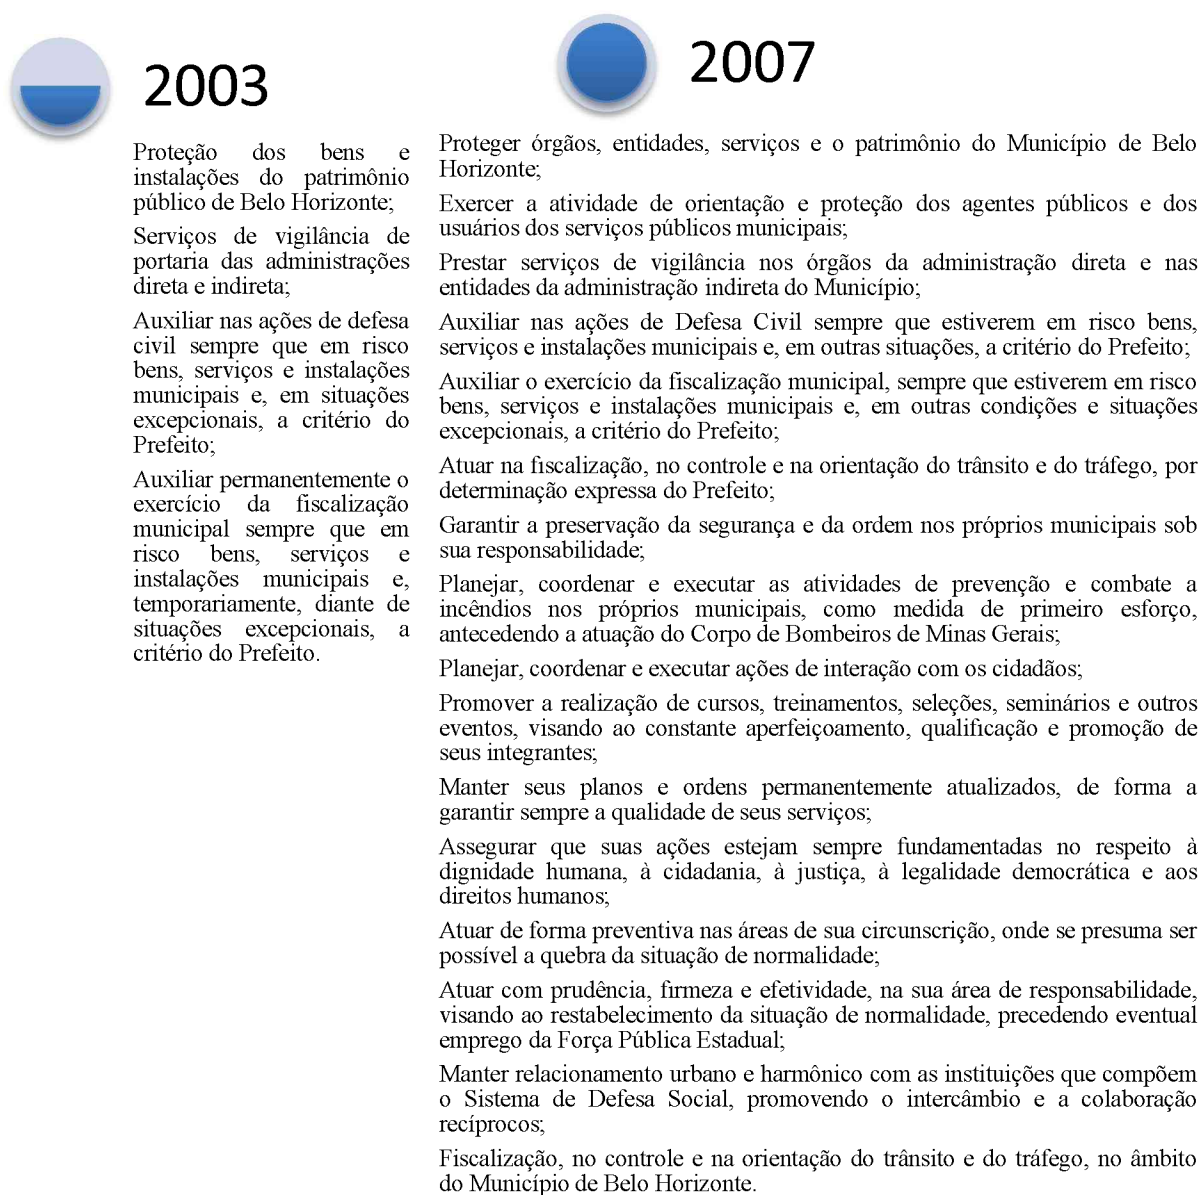 2003
Proteção dos bens e
instalações do patrimônio
público de Belo Horizonte;
Serviços de vigilância de
portaria das administrações
direta e indireta;
Auxiliar nas ações de defesa
civil sempre que em risco
bens, serviços e instalações
municipais e, em situações
excepcionais, a critério do
Prefeito;
Auxiliar permanentemente o
exercício da fiscalização
municipal sempre que em
risco bens, serviços e
instalações municipais e,
temporariamente, diante de
situações excepcionais, a
critério do Prefeito.
2007
Proteger órgãos, entidades, serviços e o patrimônio do Município de Belo
Horizonte;
Exercer a atividade de orientação e proteção dos agentes públicos e dos
usuários dos serviços públicos municipais;
Prestar serviços de vigilância nos órgãos da administração direta e nas
entidades da administração indireta do Município;
Auxiliar nas ações de Defesa Civil sempre que estiverem em risco bens,
serviços e instalações municipais e, em outras situações, a critério do Prefeito;
Auxiliar o exercício da fiscalização municipal, sempre que estiverem em risco
bens, serviços e instalações municipais e, em outras condições e situações
excepcionais, a critério do Prefeito;
Atuar na fiscalização, no controle e na orientação do trânsito e do tráfego, por
determinação expressa do Prefeito;
Garantir a preservação da segurança e da ordem nos próprios municipais sob
sua responsabilidade;
Planejar, coordenar e executar as atividades de prevenção e combate a
incêndios nos próprios municipais, como medida de primeiro esforço,
antecedendo a atuação do Corpo de Bombeiros de Minas Gerais;
Planejar, coordenar e executar ações de interação com os cidadãos;
Promover a realização de cursos, treinamentos, seleções, seminários e outros
eventos, visando ao constante aperfeiçoamento, qualificação e promoção de
seus integrantes;
Manter seus planos e ordens permanentemente atualizados, de forma a
garantir sempre a qualidade de seus serviços;
Assegurar que suas ações estejam sempre fundamentadas no respeito à
dignidade humana, à cidadania, à justiça, à legalidade democrática e aos
direitos humanos;
Atuar de forma preventiva nas áreas de sua circunscrição, onde se presuma ser
possível a quebra da situação de normalidade;
Atuar com prudência, firmeza e efetividade, na sua área de responsabilidade,
visando ao restabelecimento da situação de normalidade, precedendo eventual
emprego da Força Pública Estadual;
Manter relacionamento urbano e harmônico com as instituições que compõem
o Sistema de Defesa Social, promovendo o intercâmbio e a colaboração
recíprocos;
Fiscalização, no controle e na orientação do trânsito e do tráfego, no âmbito
do Município de Belo Horizonte.